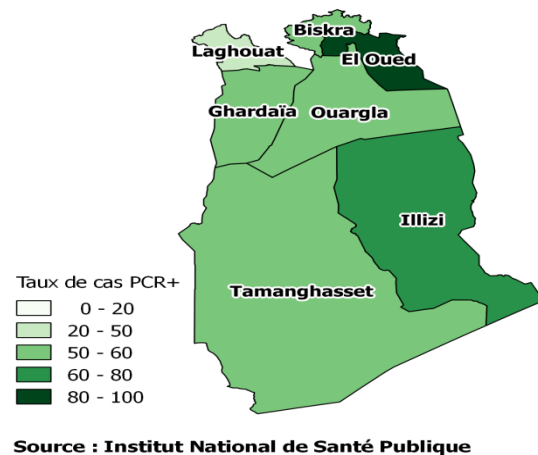 Biskra
Laghouat
El Oued
Ghardaïa
Ouargla
Illizi
Tamanghasset
Taux de cas PCR+
0 - 20
20 - 50
50 - 60
60 - 80
80 - 100
Source : Institut National de Santé Publique